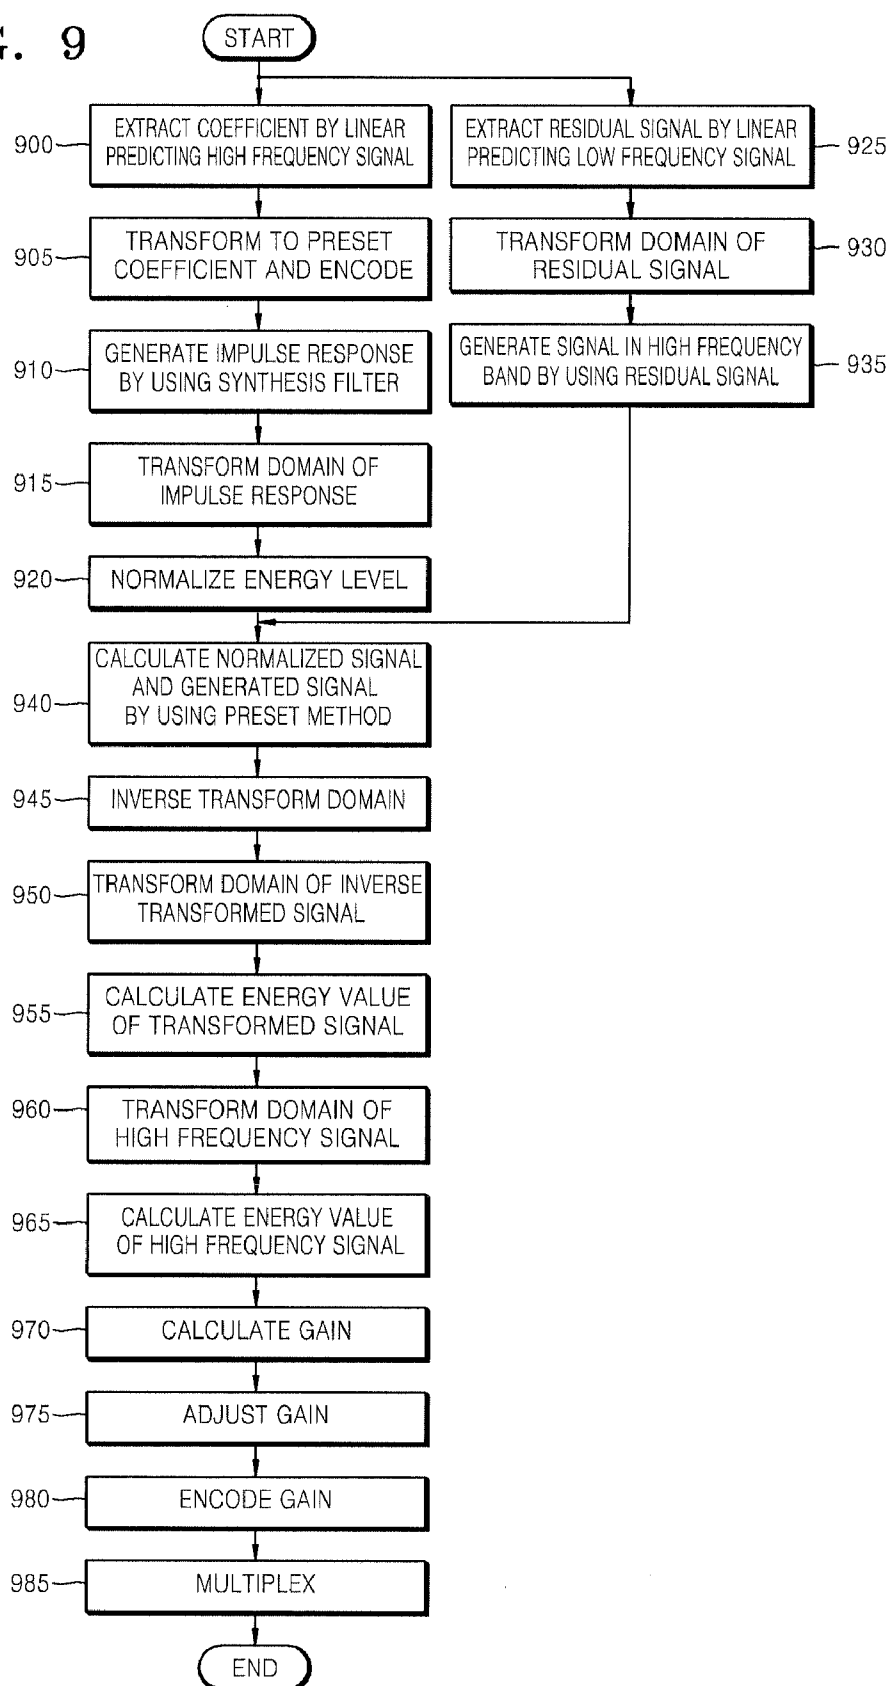 G. 9
START
900
EXTRACT COEFFICIENT BY LINEAR
PREDICTING HIGH FREQUENCY SIGNAL
EXTRACT RESIDUAL SIGNAL BY LINEAR
PREDICTING LOW FREQUENCY SIGNAL
925
905
TRANSFORM TO PRESET
COEFFICIENT AND ENCODE
TRANSFORM DOMAIN OF
RESIDUAL SIGNAL
930
910
GENERATE IMPULSE RESPONSE
BY USING SYNTHESIS FILTER
GENERATE SIGNAL IN HIGH FREQUENCY
BAND BY USING RESIDUAL SIGNAL
935
915
TRANSFORM DOMAIN OF
IMPULSE RESPONSE
920
NORMALIZE ENERGY LEVEL
940
CALCULATE NORMALIZED SIGNAL
AND GENERATED SIGNAL
BY USING PRESET METHOD
945
INVERSE TRANSFORM DOMAIN
950
TRANSFORM DOMAIN OF INVERSE
TRANSFORMED SIGNAL
955
CALCULATE ENERGY VALUE
OF TRANSFORMED SIGNAL
960
TRANSFORM DOMAIN OF
HIGH FREQUENCY SIGNAL
965
CALCULATE ENERGY VALUE
OF HIGH FREQUENCY SIGNAL
970
CALCULATE GAIN
975
ADJUST GAIN
980
ENCODE GAIN
985
MULTIPLEX
END